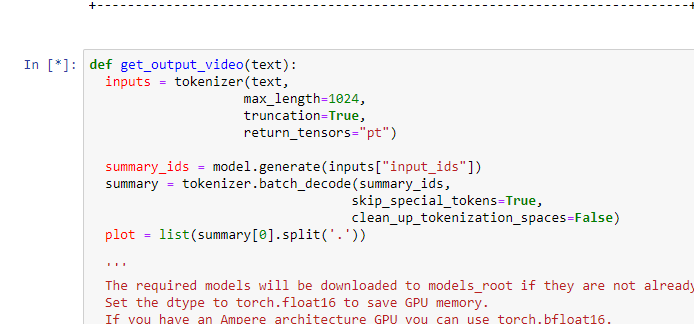 In [*]: def get_output_video(text):
inputs = tokenizer(text,
max_length=1024,
truncation=True,
return_tensors="pt")
summary_ids = model.generate(inputs["input_ids"])
summary = tokenizer.batch_decode(summary_ids,
skip_special_tokens=True,
clean_up_tokenization_spaces=False)
plot = list(summary[0].split('.'))
'''
The required models will be downloaded to models_root if they are not already
Set the dtype to torch.float16 to save GPU memory.
If you have an Ampere architecture GPU you can use torch.bfloat16.